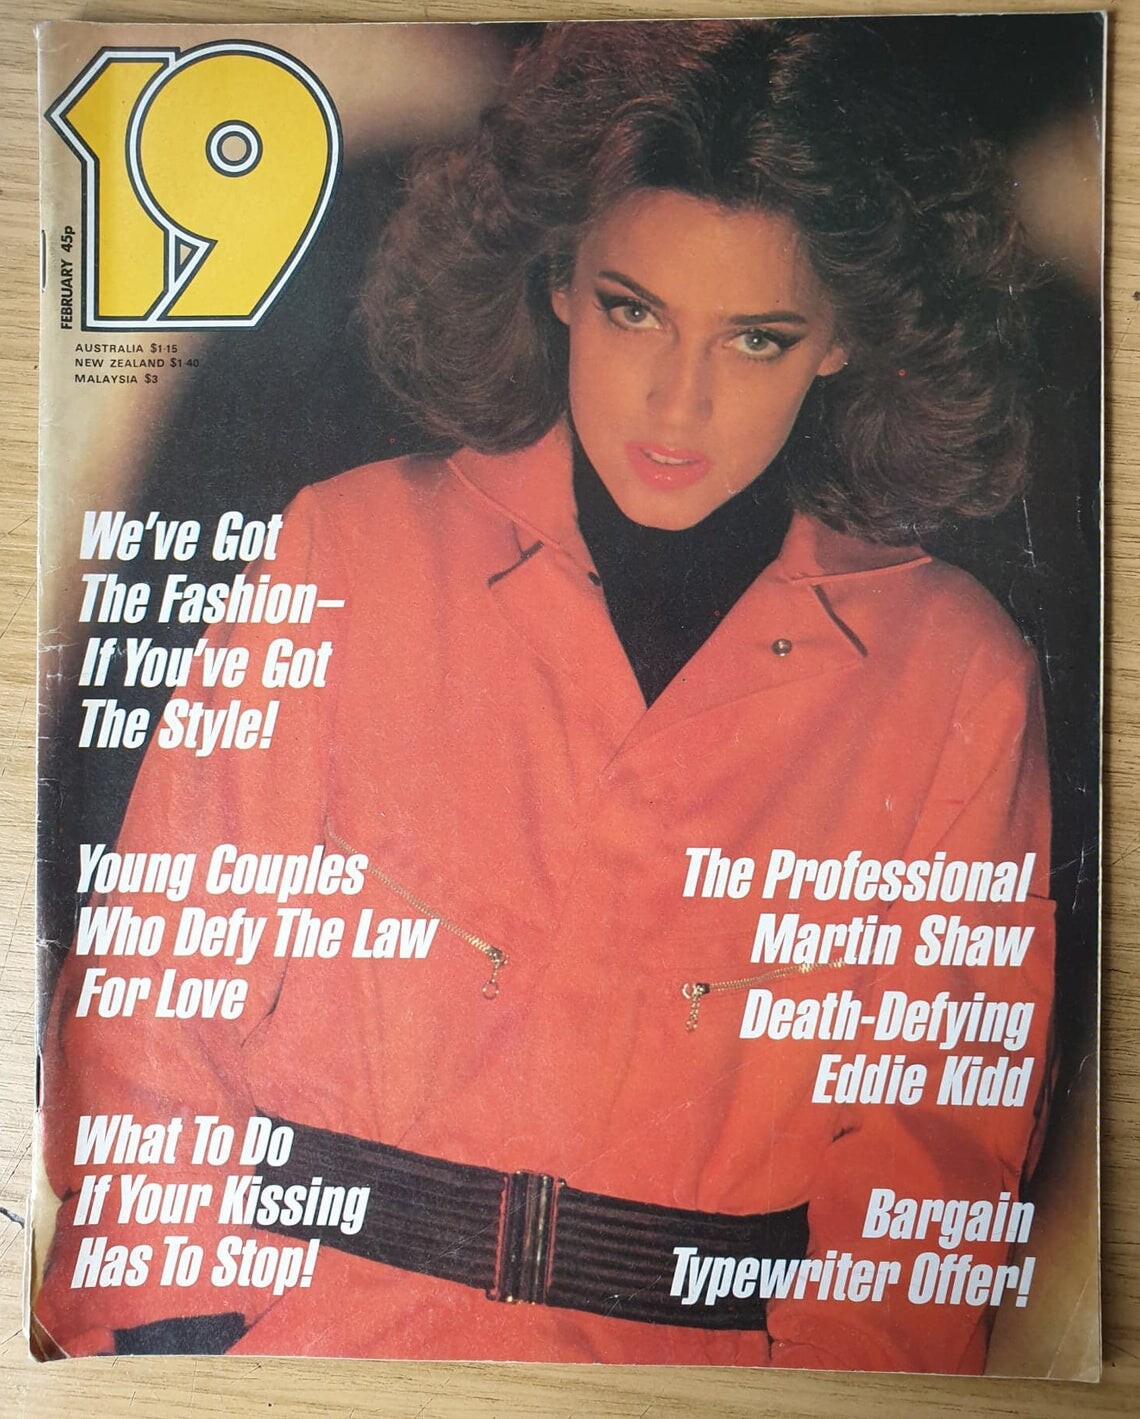 19
FEBRUARY 45p
AUSTRALIA $1·15
NEW ZEALAND $1·40
MALAYSIA $3
We've Got
The Fashion–
If You've Got
The Style!
Young Couples
Who Defy The Law
For Love
What To Do
If Your Kissing
Has To Stop!
The Professional
Martin Shaw
Death-Defying
Eddie Kidd
Bargain
Typewriter Offer!